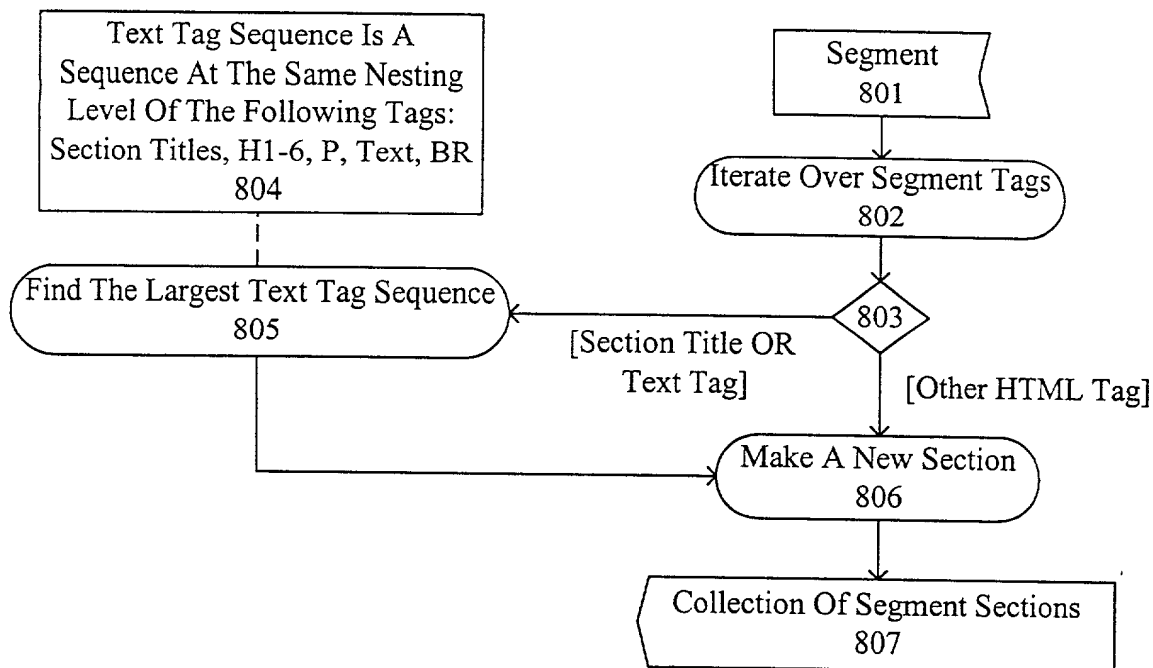 Text Tag Sequence Is A
Sequence At The Same Nesting
Level Of The Following Tags:
Section Titles, H1-6, P, Text, BR
804
Segment
801
Iterate Over Segment Tags
802
803
Find The Largest Text Tag Sequence
805
[Section Title OR
Text Tag]
[Other HTML Tag]
Make A New Section
806
Collection Of Segment Sections
807